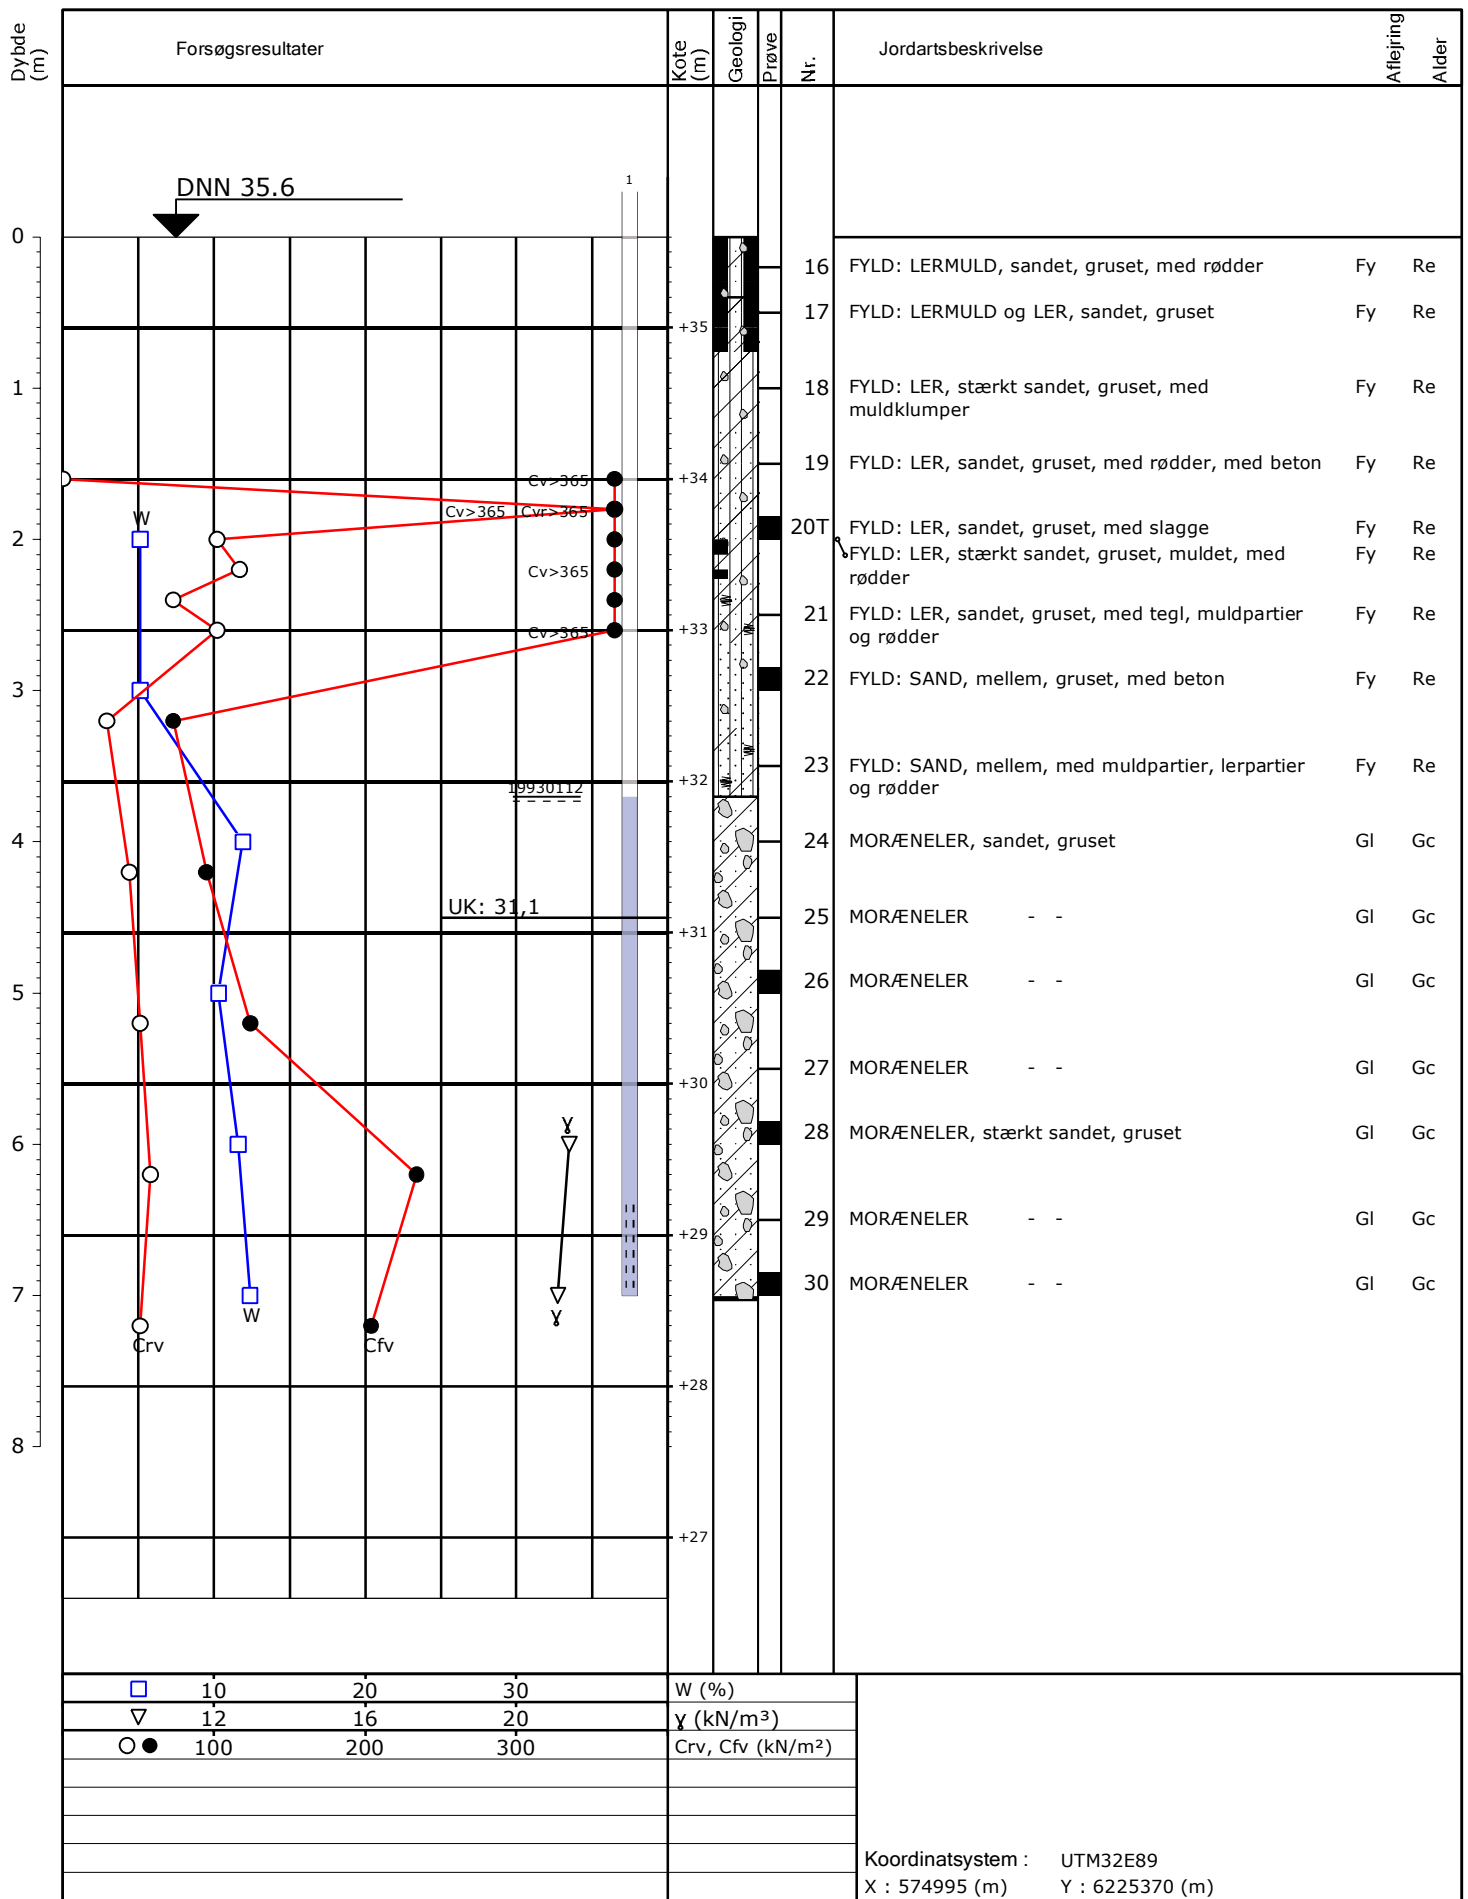 Dybde (m)
Forsøgsresultater
Kote (m)
Geologi
Prøve
Nr.
Jordartsbeskrivelse
Aflejring
Alder
DNN 35.6
1
0
16 FYLD: LERMULD, sandet, gruset, med rødder Fy Re
17 FYLD: LERMULD og LER, sandet, gruset Fy Re
+35
1
18 FYLD: LER, stærkt sandet, gruset, med Fy Re
muldklumper
19 FYLD: LER, sandet, gruset, med rødder, med beton Fy Re
Cv>365
+34
Cv>365 Cvr>365
W
2
20T FYLD: LER, sandet, gruset, med slagge Fy Re
FYLD: LER, stærkt sandet, gruset, muldet, med Fy Re
rødder
Cv>365
21 FYLD: LER, sandet, gruset, med tegl, muldpartier Fy Re
og rødder
Cv>365
+33
3
22 FYLD: SAND, mellem, gruset, med beton Fy Re
23 FYLD: SAND, mellem, med muldpartier, lerpartier Fy Re
og rødder
+32
19930112
4
24 MORÆNELER, sandet, gruset Gl Gc
UK: 31,1
25 MORÆNELER - - Gl Gc
+31
5
26 MORÆNELER - - Gl Gc
27 MORÆNELER - - Gl Gc
+30
γ
6
28 MORÆNELER, stærkt sandet, gruset Gl Gc
29 MORÆNELER - - Gl Gc
+29
7
30 MORÆNELER - - Gl Gc
W
γ
Crv
Cfv
+28
8
+27
10 20 30 W (%)
12 16 20 γ (kN/m³)
100 200 300 Crv, Cfv (kN/m²)
Koordinatsystem : UTM32E89
X : 574995 (m) Y : 6225370 (m)